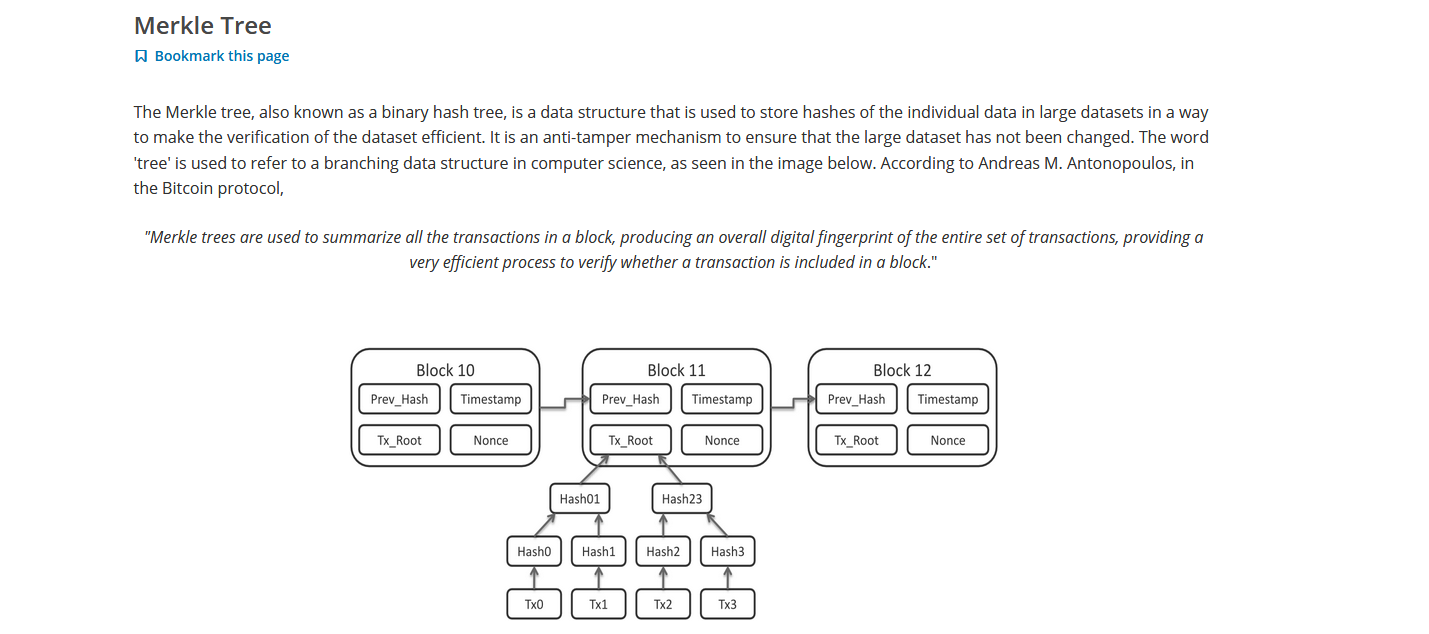 Merkle Tree
Bookmark this page
The Merkle tree, also known as a binary hash tree, is a data structure that is used to store hashes of the individual data in large datasets in a way
to make the verification of the dataset efficient. It is an anti-tamper mechanism to ensure that the large dataset has not been changed. The word
'tree' is used to refer to a branching data structure in computer science, as seen in the image below. According to Andreas M. Antonopoulos, in
the Bitcoin protocol,
"Merkle trees are used to summarize all the transactions in a block, producing an overall digital fingerprint of the entire set of transactions, providing a
very efficient process to verify whether a transaction is included in a block."
Block 10 Block 11 Block 12
Prev_Hash Timestamp Prev_Hash Timestamp Prev_Hash Timestamp
Tx_Root Nonce Tx_Root Nonce Tx_Root Nonce
Hash01 Hash23
Hash0 Hash1 Hash2 Hash3
Tx0 Tx1 Tx2 Tx3